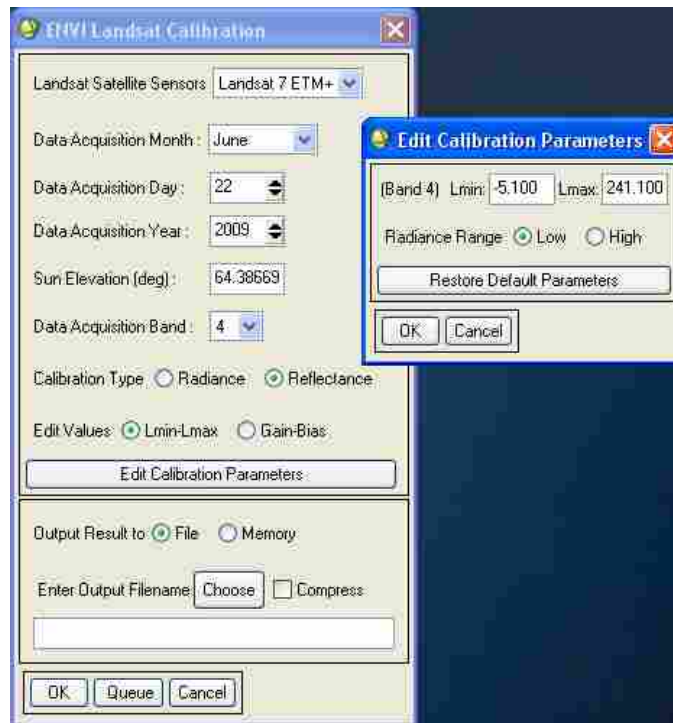 ENVI Landsat Calibration
Landsat Satellite Sensors Landsat 7 ETM+
Data Acquisition Month : June
Data Acquisition Day : 22
Data Acquisition Year : 2009
Sun Elevation (deg) : 64.38669
Data Acquisition Band : 4
Calibration Type Radiance Reflectance
Edit Values Lmin-Lmax Gain-Bias
Edit Calibration Parameters
Output Result to File Memory
Enter Output Filename Choose Compress
OK Queue Cancel
Edit Calibration Parameters
(Band 4) Lmin: -5.100 Lmax: 241.100
Radiance Range Low High
Restore Default Parameters
OK Cancel